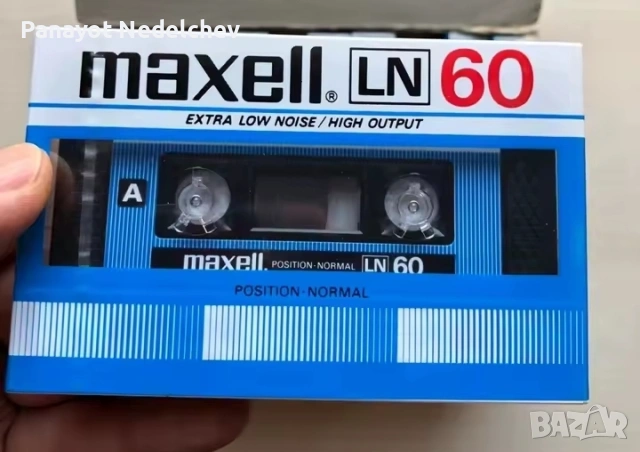 Panayot Nedelchev
maxell® LN 60
EXTRA LOW NOISE / HIGH OUTPUT
A
maxell. POSITION-NORMAL LN 60
POSITION-NORMAL
BAZAR